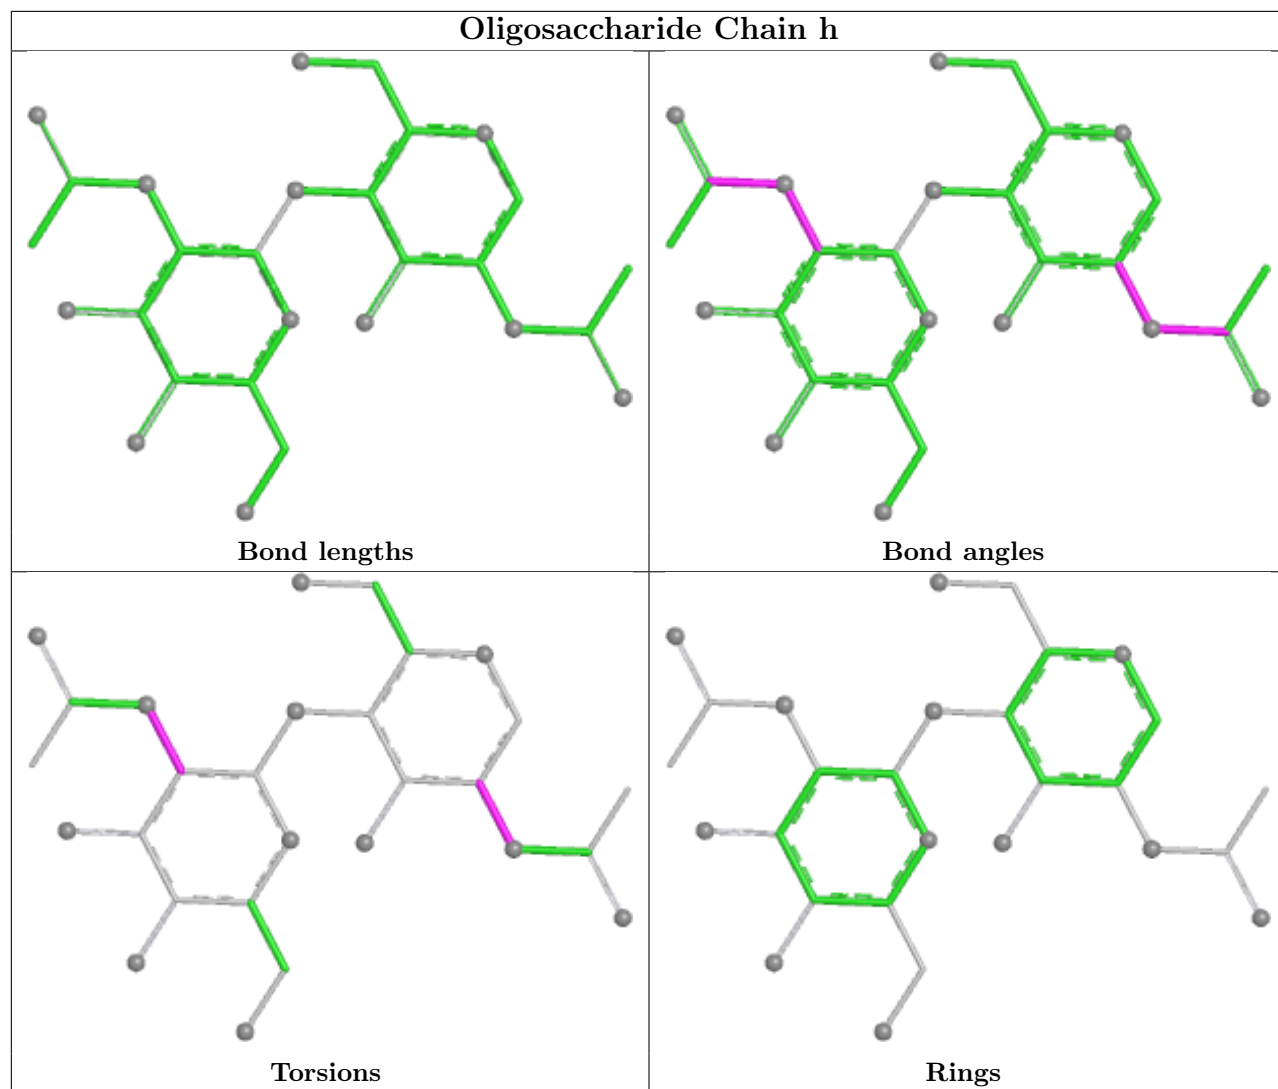 Oligosaccharide Chain h
Bond lengths
Bond angles
Torsions
Rings